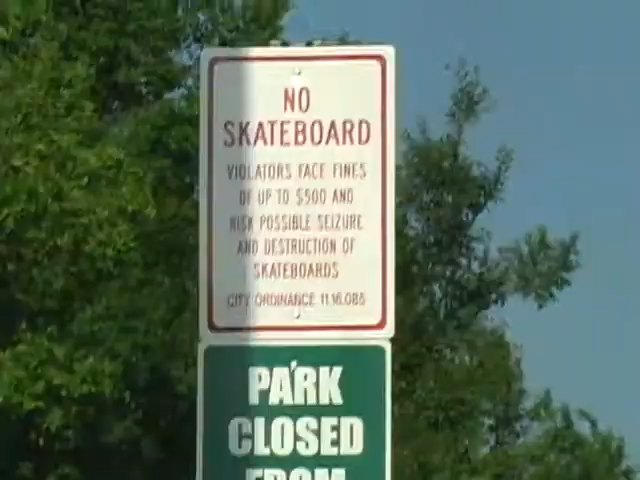 NO
SKATEBOARD
VIOLATORS FACE FINES
OF UP TO $500 AND
RISK POSSIBLE SEIZURE
AND DESTRUCTION OF
SKATEBOARDS
CITY ORDINANCE 11.16.085
PARK
CLOSED
FROM